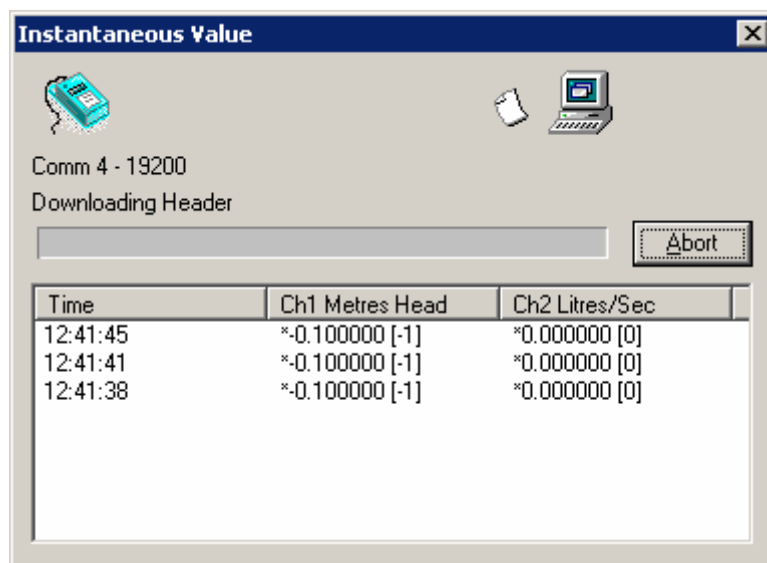 Instantaneous Value
Comm 4 - 19200
Downloading Header
Abort
Time Ch1 Metres Head Ch2 Litres/Sec
12:41:45 *-0.100000 [-1] *0.000000 [0]
12:41:41 *-0.100000 [-1] *0.000000 [0]
12:41:38 *-0.100000 [-1] *0.000000 [0]